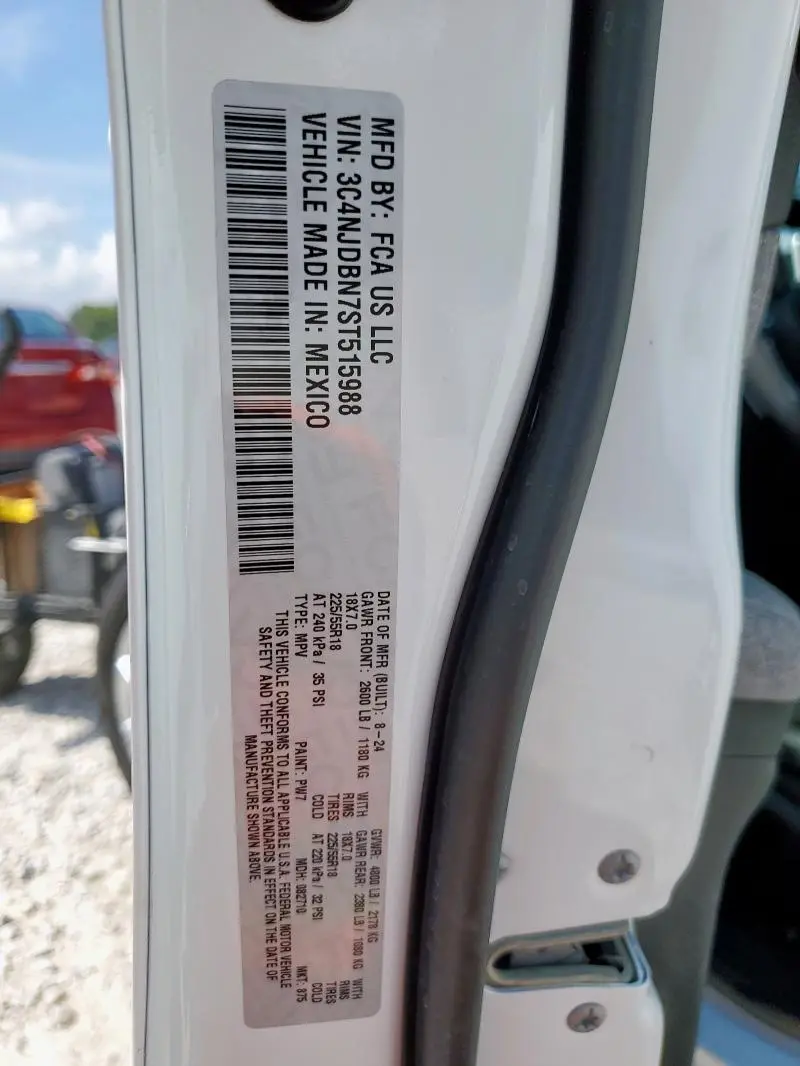 MFD BY: FCA US LLC
VIN: 3C4NJDBN7ST515988
VEHICLE MADE IN: MEXICO
DATE OF MFR (BUILT): 8-24 GVWR: 4800 LB / 2178 KG
GAWR FRONT: 2600 LB / 1180 KG WITH GAWR REAR: 2380 LB / 1080 KG WITH
18X7.0 RIMS 18X7.0 RIMS
225/55R18 TIRES 225/55R18 TIRES
AT 240 kPa / 35 PSI COLD AT 220 kPa / 32 PSI COLD
TYPE: MPV PAINT: PW7 MDH: 082710 MKT: 875
THIS VEHICLE CONFORMS TO ALL APPLICABLE U.S.A. FEDERAL MOTOR VEHICLE
SAFETY AND THEFT PREVENTION STANDARDS IN EFFECT ON THE DATE OF
MANUFACTURE SHOWN ABOVE.